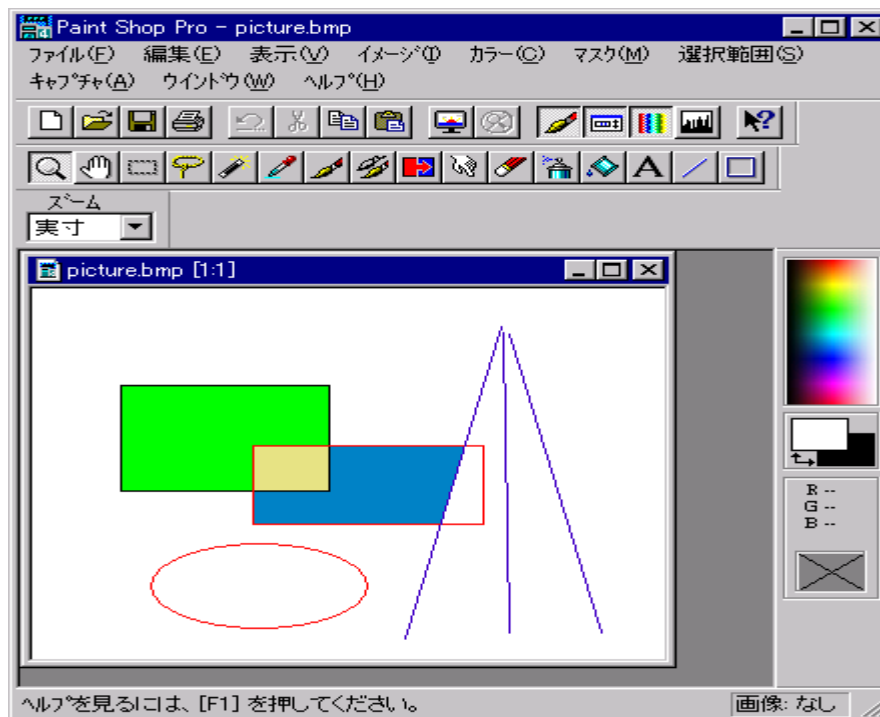 Paint Shop Pro - picture.bmp
ファイル(F) 編集(E) 表示(V) イメージ(I) カラー(C) マスク(M) 選択範囲(S)
キャプチャ(A) ウインドウ(W) ヘルプ(H)
A
ズーム
実寸
picture.bmp [1:1]
R --
G --
B --
ヘルプを見るには、[F1] を押してください。
画像: なし